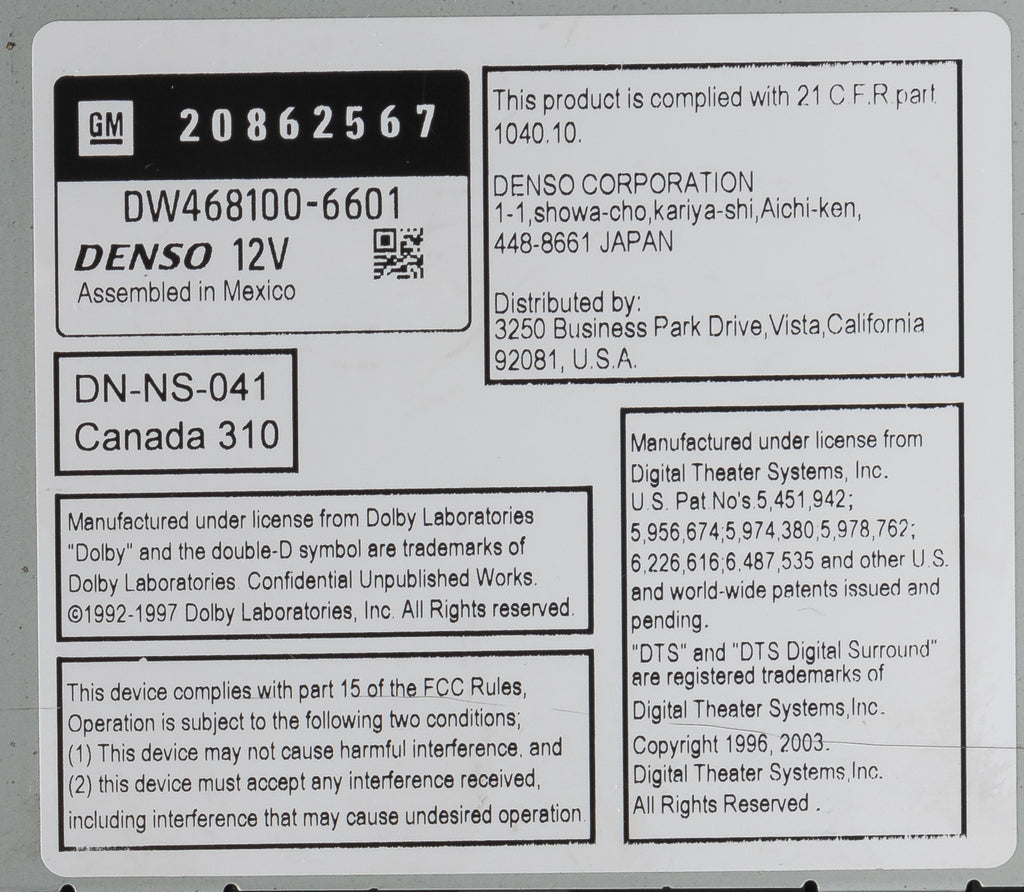 GM 20862567
DW468100-6601
DENSO 12V
Assembled in Mexico
This product is complied with 21 C.F.R.part
1040.10.
DENSO CORPORATION
1-1,showa-cho,kariya-shi,Aichi-ken,
448-8661 JAPAN
Distributed by:
3250 Business Park Drive,Vista,California
92081, U.S.A.
DN-NS-041
Canada 310
Manufactured under license from Dolby Laboratories
"Dolby" and the double-D symbol are trademarks of
Dolby Laboratories. Confidential Unpublished Works.
©1992-1997 Dolby Laboratories, Inc. All Rights reserved.
This device complies with part 15 of the FCC Rules,
Operation is subject to the following two conditions;
(1) This device may not cause harmful interference, and
(2) this device must accept any interference received,
including interference that may cause undesired operation.
Manufactured under license from
Digital Theater Systems, Inc.
U.S. Pat.No's.5,451,942;
5,956,674;5,974,380;5,978,762;
6,226,616;6,487,535 and other U.S.
and world-wide patents issued and
pending.
"DTS" and "DTS Digital Surround"
are registered trademarks of
Digital Theater Systems,Inc.
Copyright 1996, 2003.
Digital Theater Systems,Inc.
All Rights Reserved .